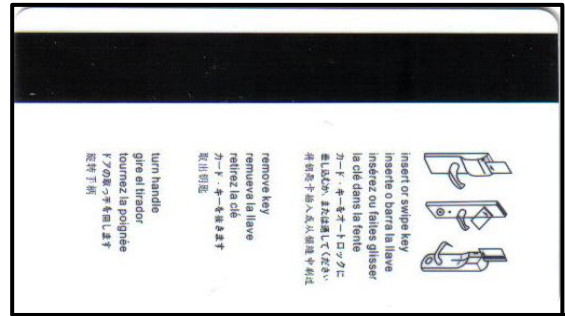 insert or swipe key
inserte o barra la llave
insérez ou faites glisser
la clé dans la fente
カード・キーをオートロックに
差し込むか、または通してください
将钥匙卡插入或从锁缝中刷过
remove key
remueva la llave
retirez la clé
カード・キーを抜きます
取出钥匙
turn handle
gire el tirador
tournez la poignée
ドアの取っ手を回します
旋转手柄